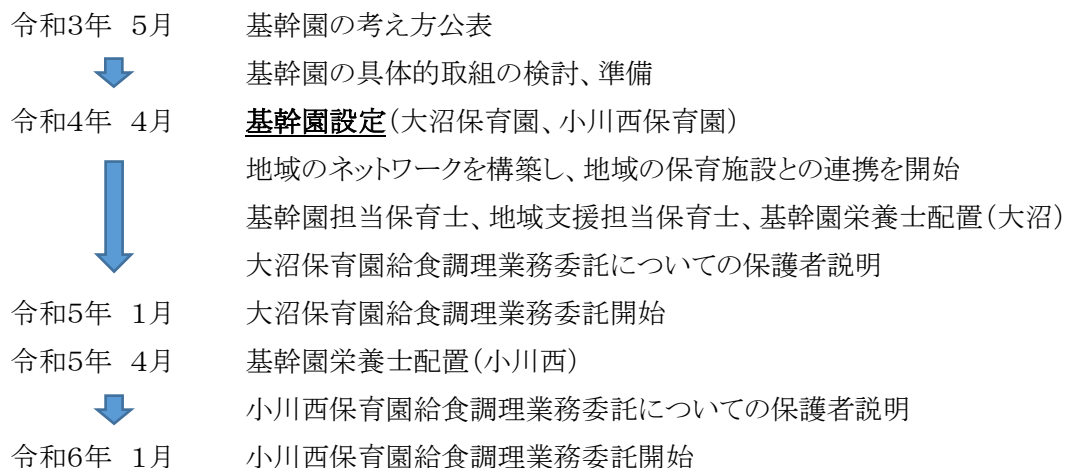 令和3年　5月　　　基幹園の考え方公表
基幹園の具体的取組の検討、準備
令和4年　4月　　　基幹園設定(大沼保育園、小川西保育園)
地域のネットワークを構築し、地域の保育施設との連携を開始
基幹園担当保育士、地域支援担当保育士、基幹園栄養士配置(大沼)
大沼保育園給食調理業務委託についての保護者説明
令和5年　1月　　　大沼保育園給食調理業務委託開始
令和5年　4月　　　基幹園栄養士配置(小川西)
小川西保育園給食調理業務委託についての保護者説明
令和6年　1月　　　小川西保育園給食調理業務委託開始